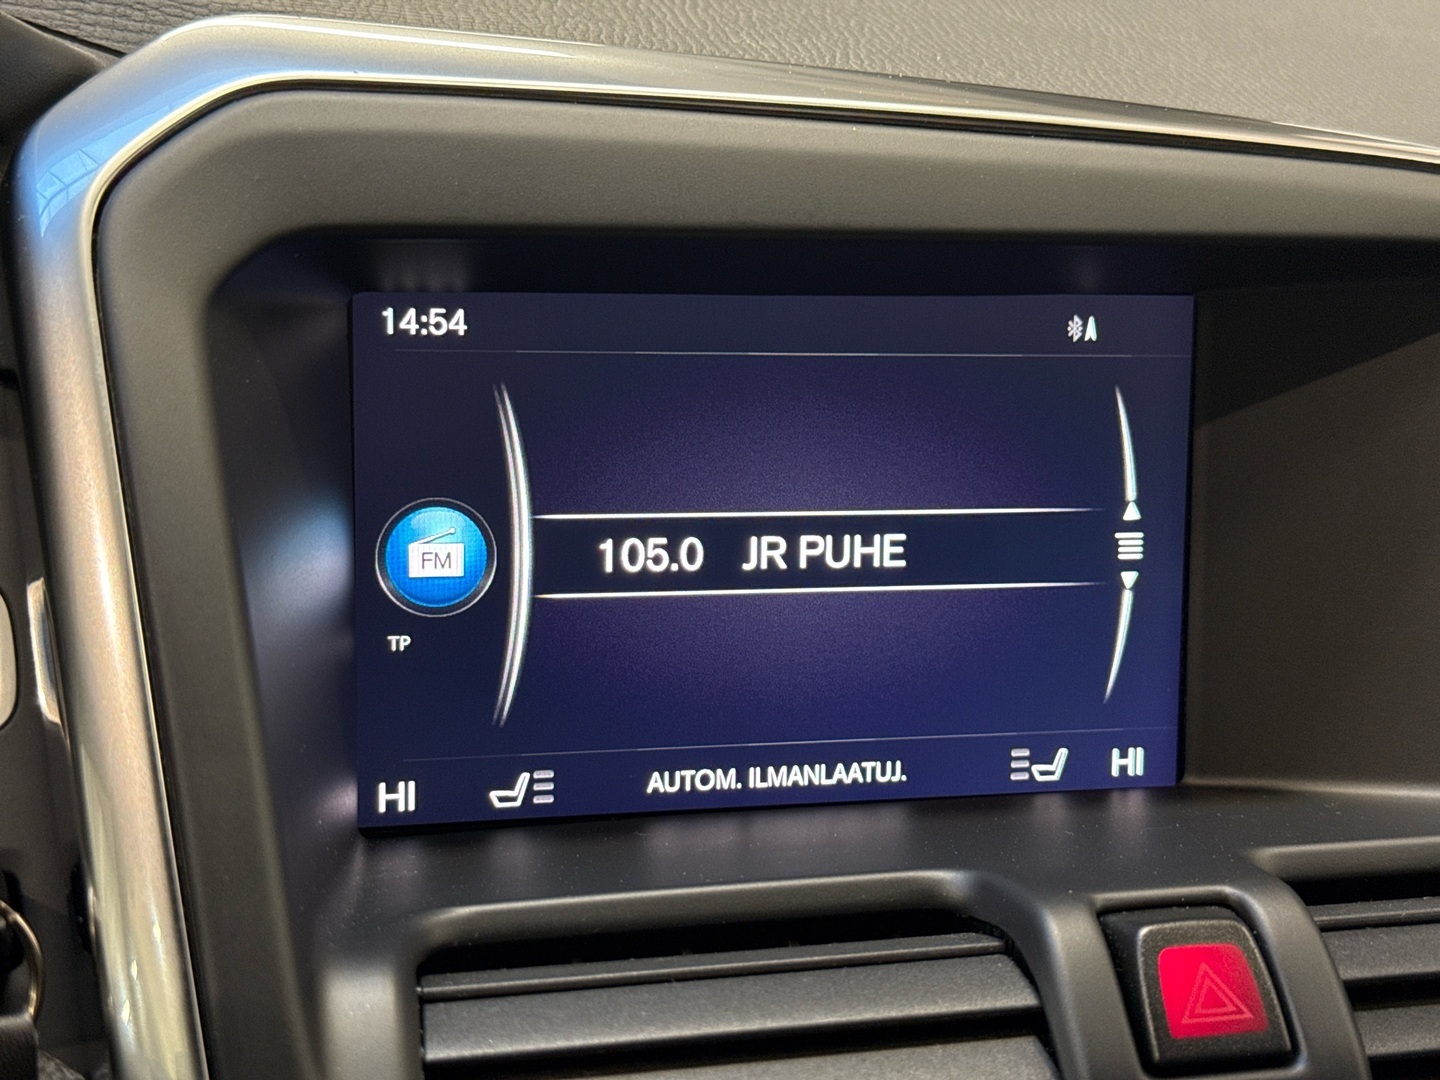 14:54
FM
105.0 JR PUHE
TP
HI AUTOM. ILMANLAATUJ. HI